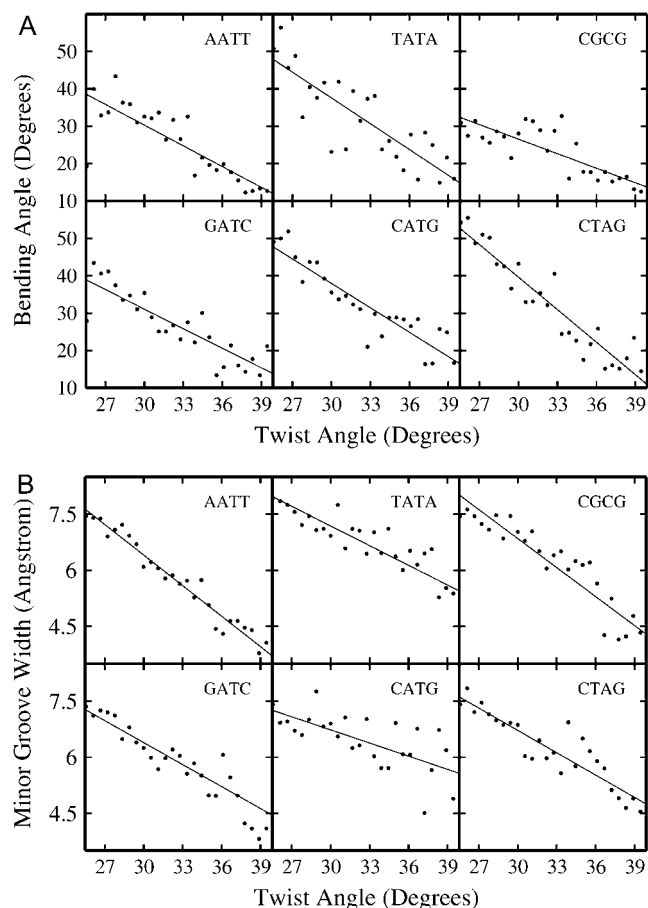 A
AATT TATA CGCG
50
40
30
20
10
GATC CATG CTAG
50
40
30
20
10
Bending Angle (Degrees)
27 30 33 36 39 27 30 33 36 39 27 30 33 36 39
Twist Angle (Degrees)
B
AATT TATA CGCG
7.5
6
4.5
GATC CATG CTAG
7.5
6
4.5
Minor Groove Width (Angstrom)
27 30 33 36 39 27 30 33 36 39 27 30 33 36 39
Twist Angle (Degrees)